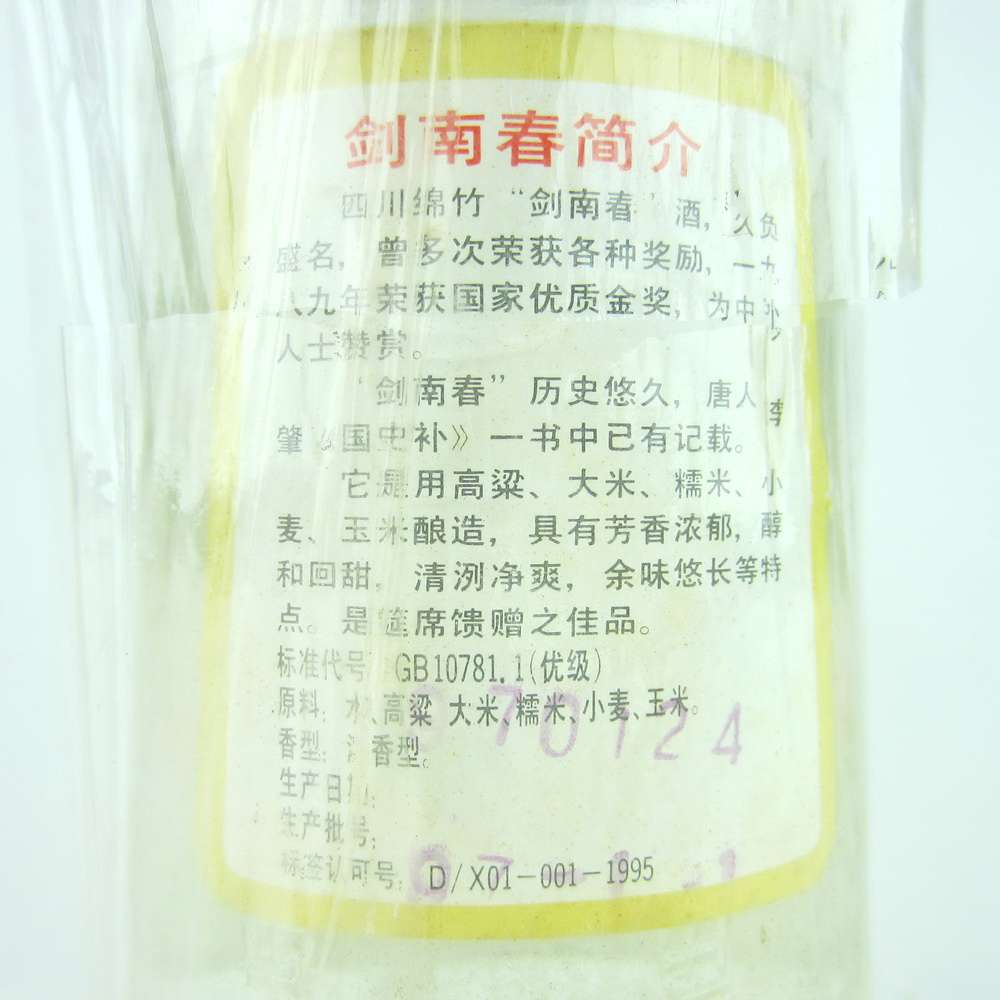 剑南春简介
四川绵竹“剑南春”酒，久负
盛名，曾多次荣获各种奖励，一九
八九年荣获国家优质金奖，为中外
人士赞赏。
“剑南春”历史悠久，唐人李
肇《国史补》一书中已有记载。
它是用高粱、大米、糯米、小
麦、玉米酿造，具有芳香浓郁，醇
和回甜，清洌净爽，余味悠长等特
点。是筵席馈赠之佳品。
标准代号：GB10781.1(优级)
原料：水、高粱 大米、糯米、小麦、玉米。
70124
香型： 香型。
生产日期：
生产批号：
标签认可号：D/X01-001-1995